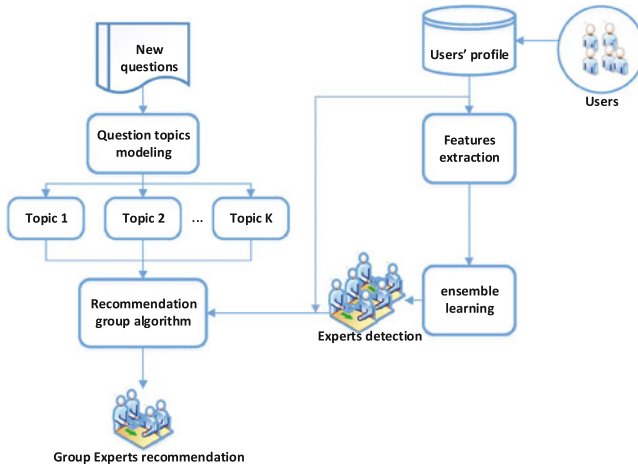 New
questions
Users' profile
Users
Question topics
modeling
Features
extraction
Topic 1
Topic 2
...
Topic K
Recommendation
group algorithm
ensemble
learning
Experts detection
Group Experts recommendation